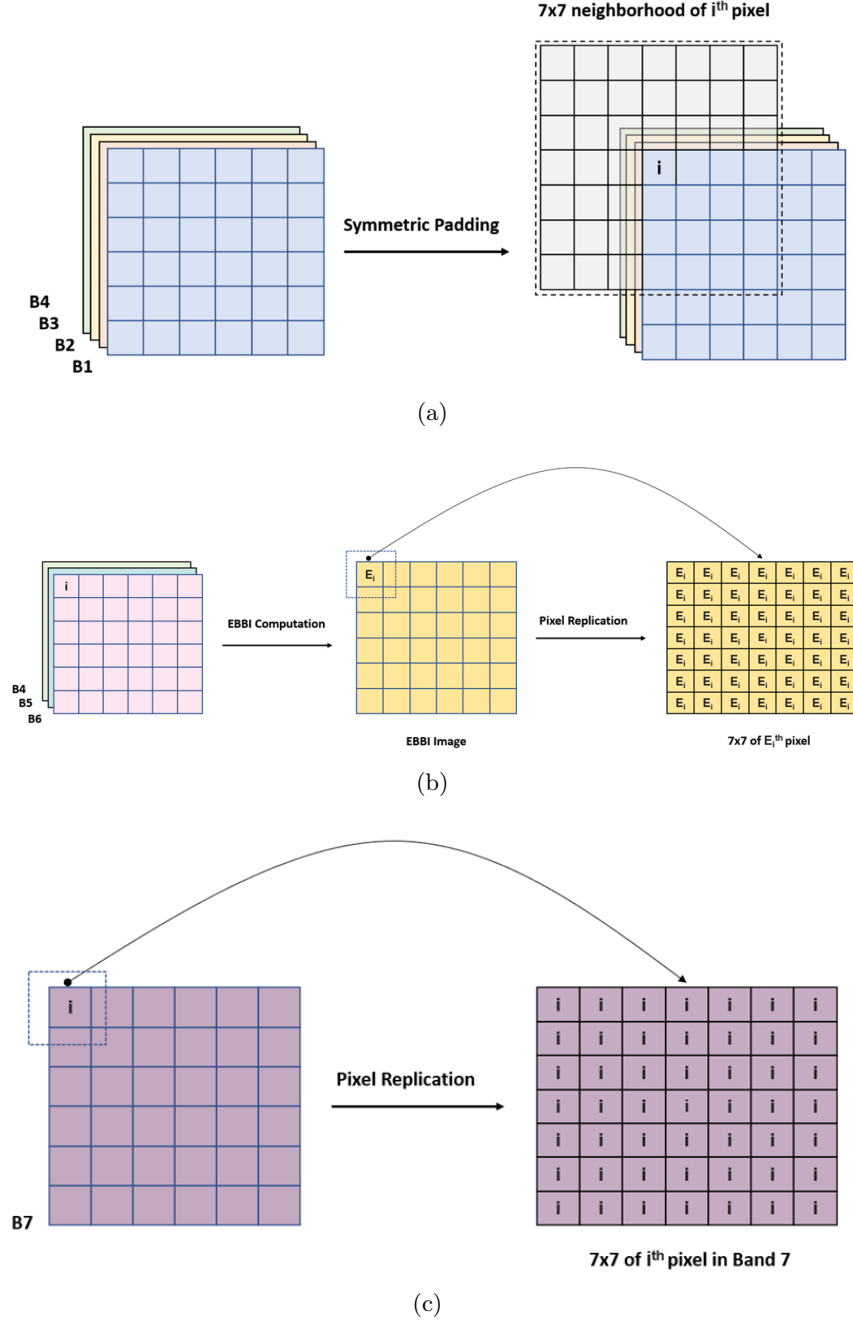 7x7 neighborhood of ith pixel
i
Symmetric Padding
B4
B3
B2
B1
(a)
i
B4
B5
B6
EBBI Computation
Ei
EBBI Image
Pixel Replication
Ei Ei Ei Ei Ei Ei Ei
Ei Ei Ei Ei Ei Ei Ei
Ei Ei Ei Ei Ei Ei Ei
Ei Ei Ei Ei Ei Ei Ei
Ei Ei Ei Ei Ei Ei Ei
Ei Ei Ei Ei Ei Ei Ei
Ei Ei Ei Ei Ei Ei Ei
7x7 of Eith pixel
(b)
i
B7
Pixel Replication
i i i i i i i
i i i i i i i
i i i i i i i
i i i i i i i
i i i i i i i
i i i i i i i
i i i i i i i
7x7 of ith pixel in Band 7
(c)